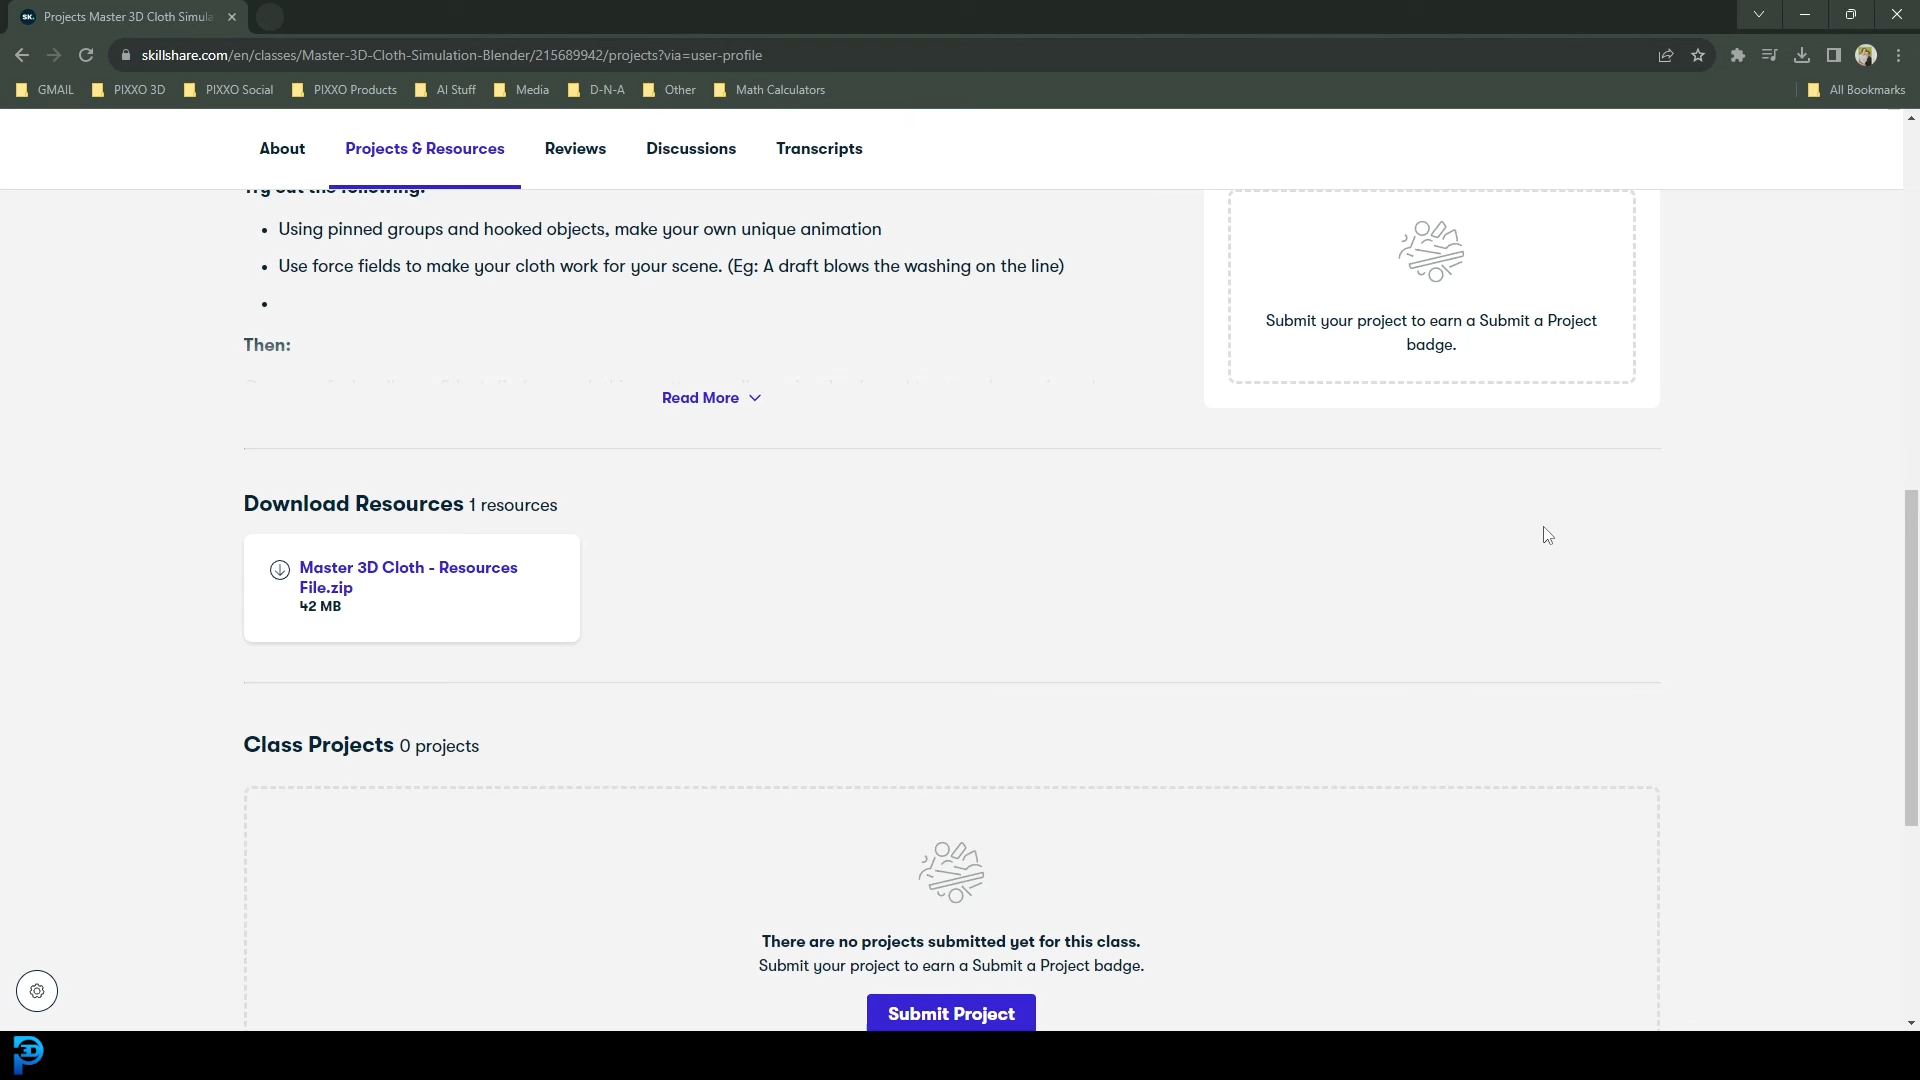 Projects Master 3D Cloth Simula
skillshare.com/en/classes/Master-3D-Cloth-Simulation-Blender/215689942/projects?via=user-profile
GMAIL PIXXO 3D PIXXO Social PIXXO Products AI Stuff Media D-N-A Other Math Calculators All Bookmarks
About Projects & Resources Reviews Discussions Transcripts
Try out the following:
• Using pinned groups and hooked objects, make your own unique animation
• Use force fields to make your cloth work for your scene. (Eg: A draft blows the washing on the line)
•
Then:
Read More
Submit your project to earn a Submit a Project
badge.
Download Resources 1 resources
Master 3D Cloth - Resources
File.zip
42 MB
Class Projects 0 projects
There are no projects submitted yet for this class.
Submit your project to earn a Submit a Project badge.
Submit Project